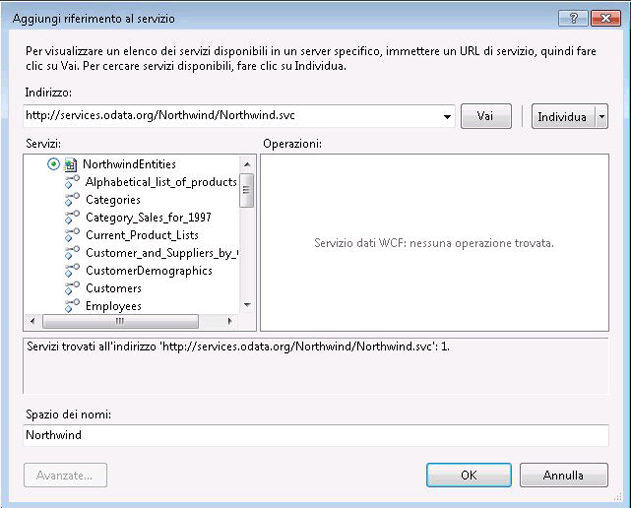 Aggiungi riferimento al servizio
Per visualizzare un elenco dei servizi disponibili in un server specifico, immettere un URL di servizio, quindi fare
clic su Vai. Per cercare servizi disponibili, fare clic su Individua.
Indirizzo:
http://services.odata.org/Northwind/Northwind.svc
Vai
Individua
Servizi:
Operazioni:
NorthwindEntities
Alphabetical_list_of_products
Categories
Category_Sales_for_1997
Current_Product_Lists
Customer_and_Suppliers_by_
CustomerDemographics
Customers
Employees
Servizio dati WCF: nessuna operazione trovata.
Servizi trovati all'indirizzo 'http://services.odata.org/Northwind/Northwind.svc': 1.
Spazio dei nomi:
Northwind
Avanzate...
OK
Annulla